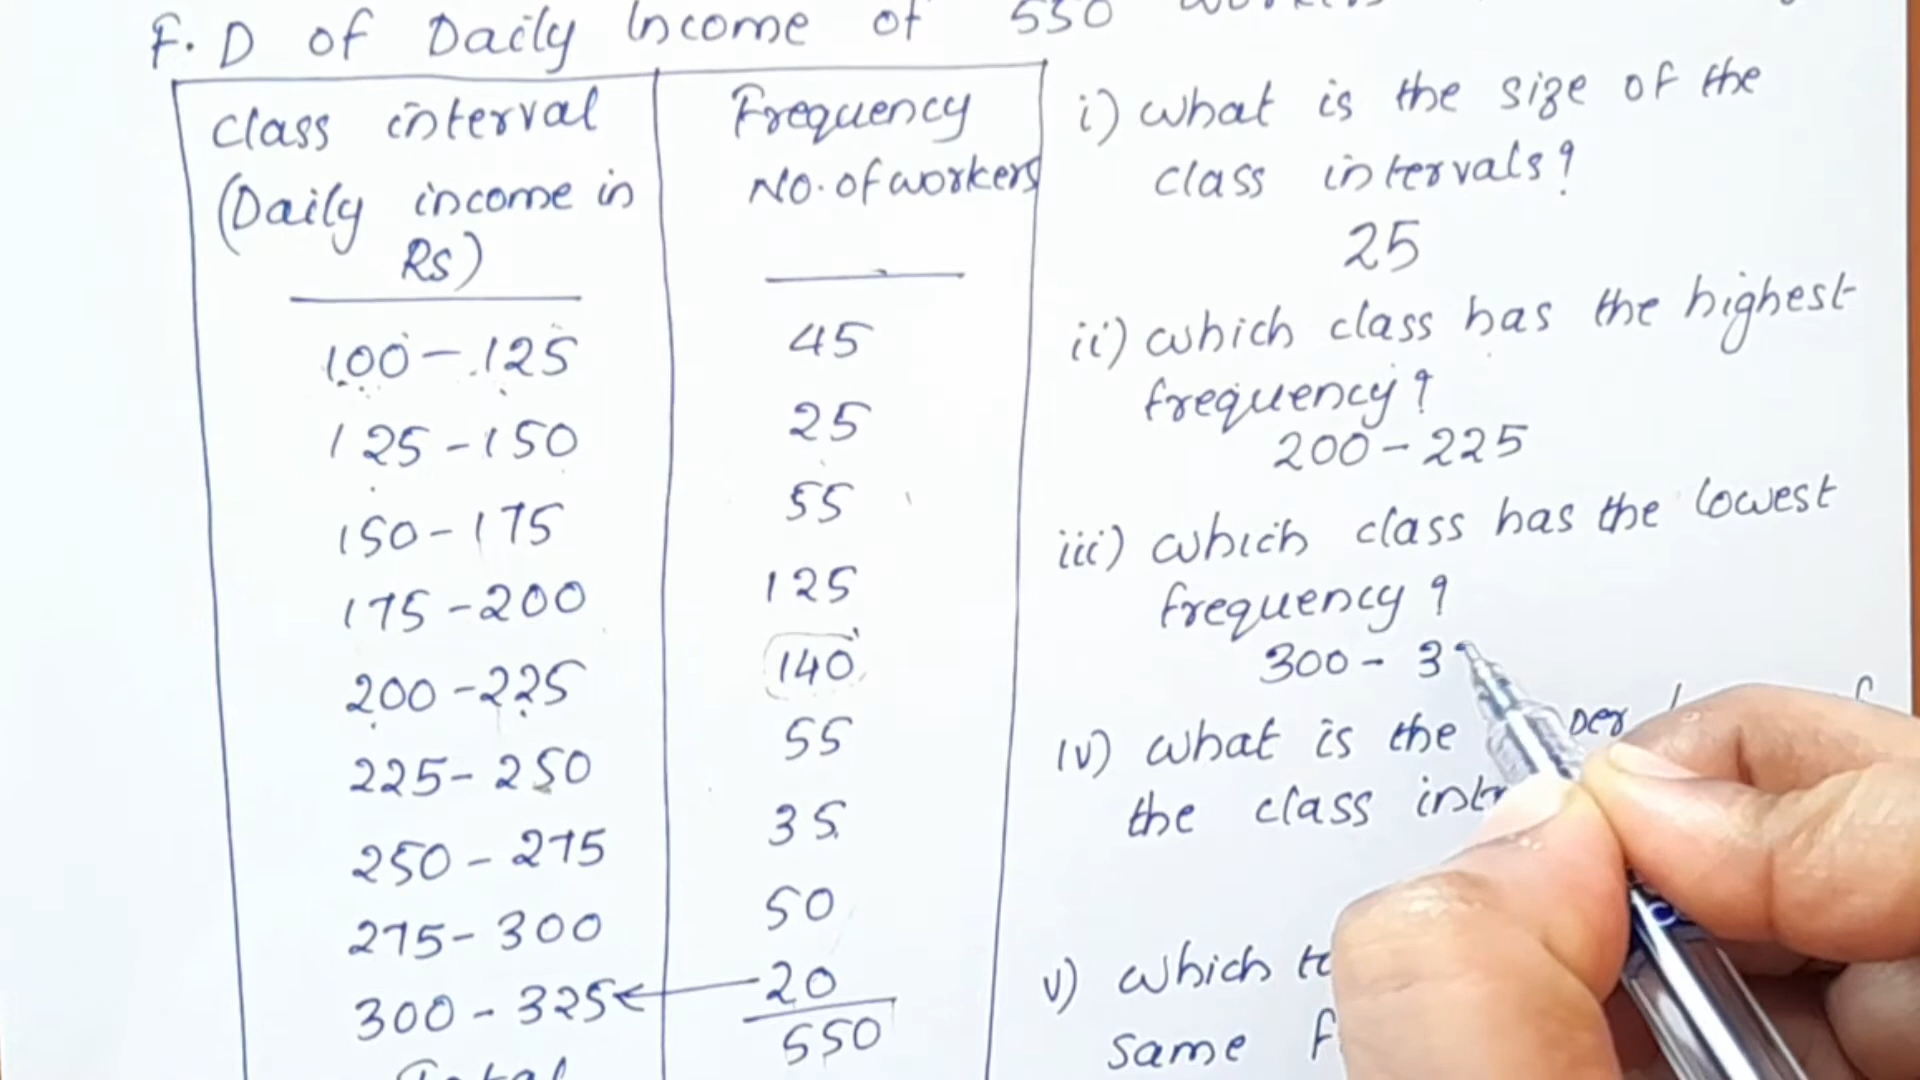 F.D of Daily Income of 550
Class interval
(Daily income in
Rs)
Frequency
No. of workers
100 - 125 45
125 - 150 25
150 - 175 55
175 - 200 125
200 - 225 140
225 - 250 55
250 - 275 35
275 - 300 50
300 - 325 20
550
Total
i) what is the size of the
class intervals?
25
ii) which class has the highest
frequency?
200 - 225
iii) which class has the lowest
frequency?
300 - 3
iv) what is the
the class
v) which
same